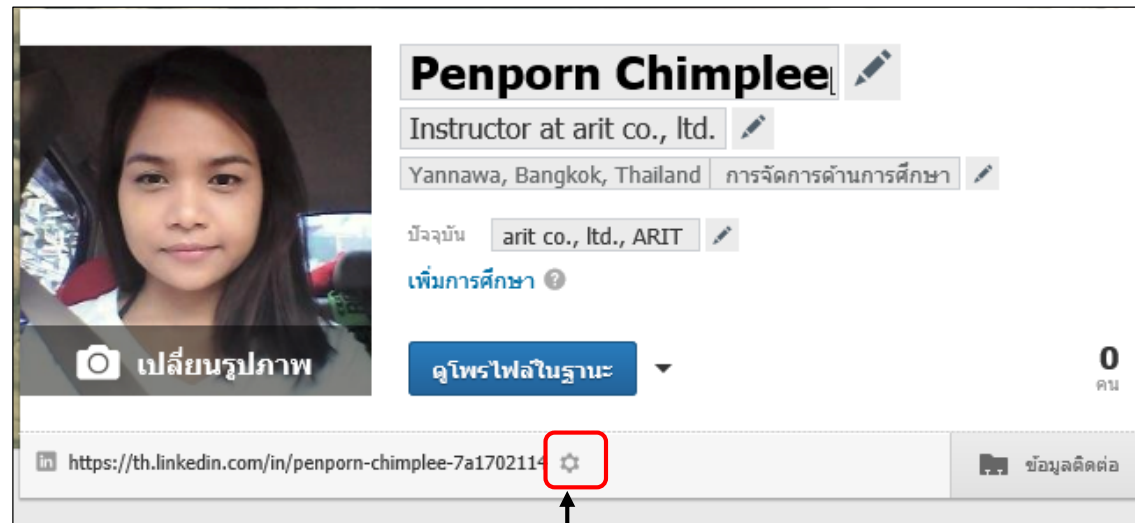 Penporn Chimplee
Instructor at arit co., ltd.
Yannawa, Bangkok, Thailand การจัดการด้านการศึกษา
ปัจจุบัน arit co., ltd., ARIT
เพิ่มการศึกษา ?
เปลี่ยนรูปภาพ
ดูโพรไฟล์ในฐานะ
0
คน
in https://th.linkedin.com/in/penporn-chimplee-7a1702114
ข้อมูลติดต่อ